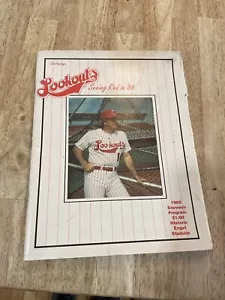 Chattanooga
Lookouts
Seeing Red in '88
Lookouts
1988
Souvenir
Program
$1.00
Historic
Engel
Stadium